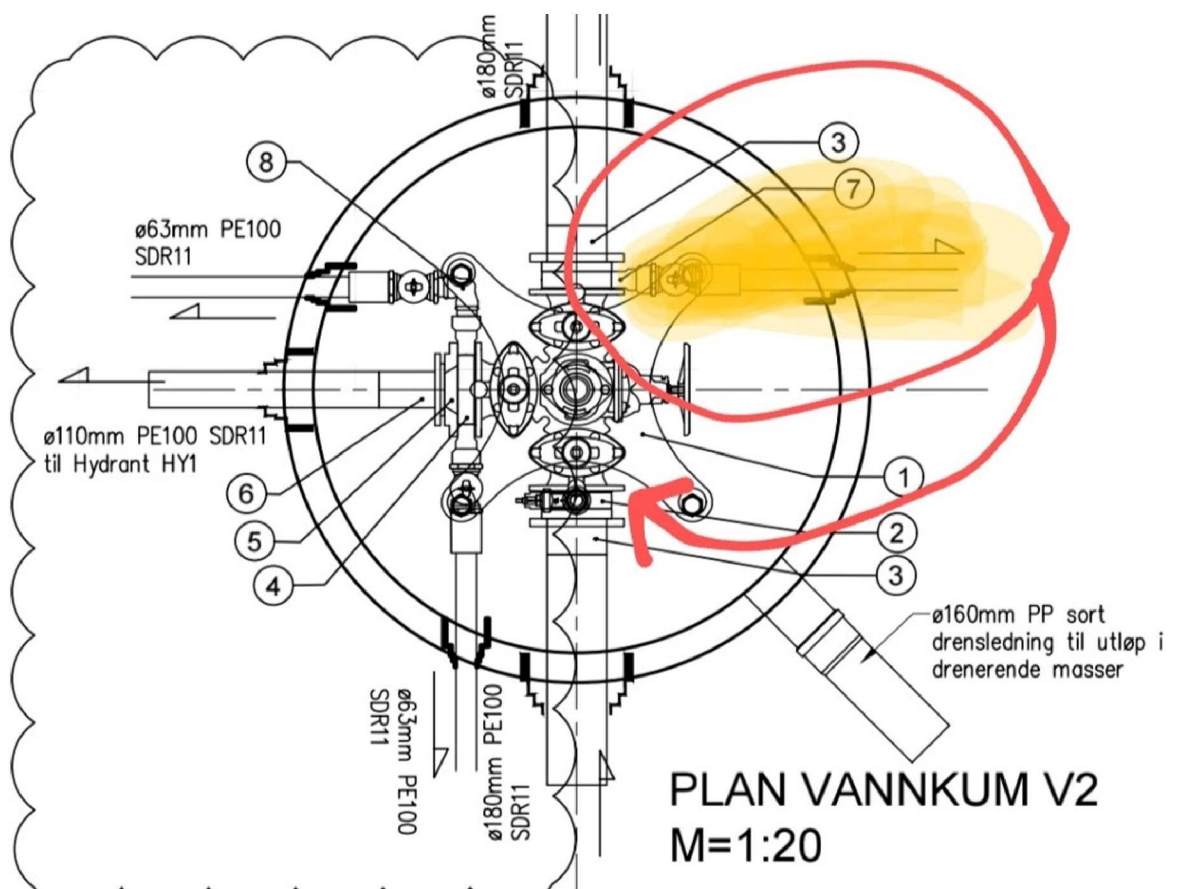 ø180mm
SDR11
3
8
7
ø63mm PE100
SDR11
ø110mm PE100 SDR11
til Hydrant HY1
1
6
2
5
3
4
ø160mm PP sort
drensledning til utløp i
drenerende masser
ø63mm PE100
SDR11
ø180mm PE100
SDR11
PLAN VANNKUM V2
M=1:20